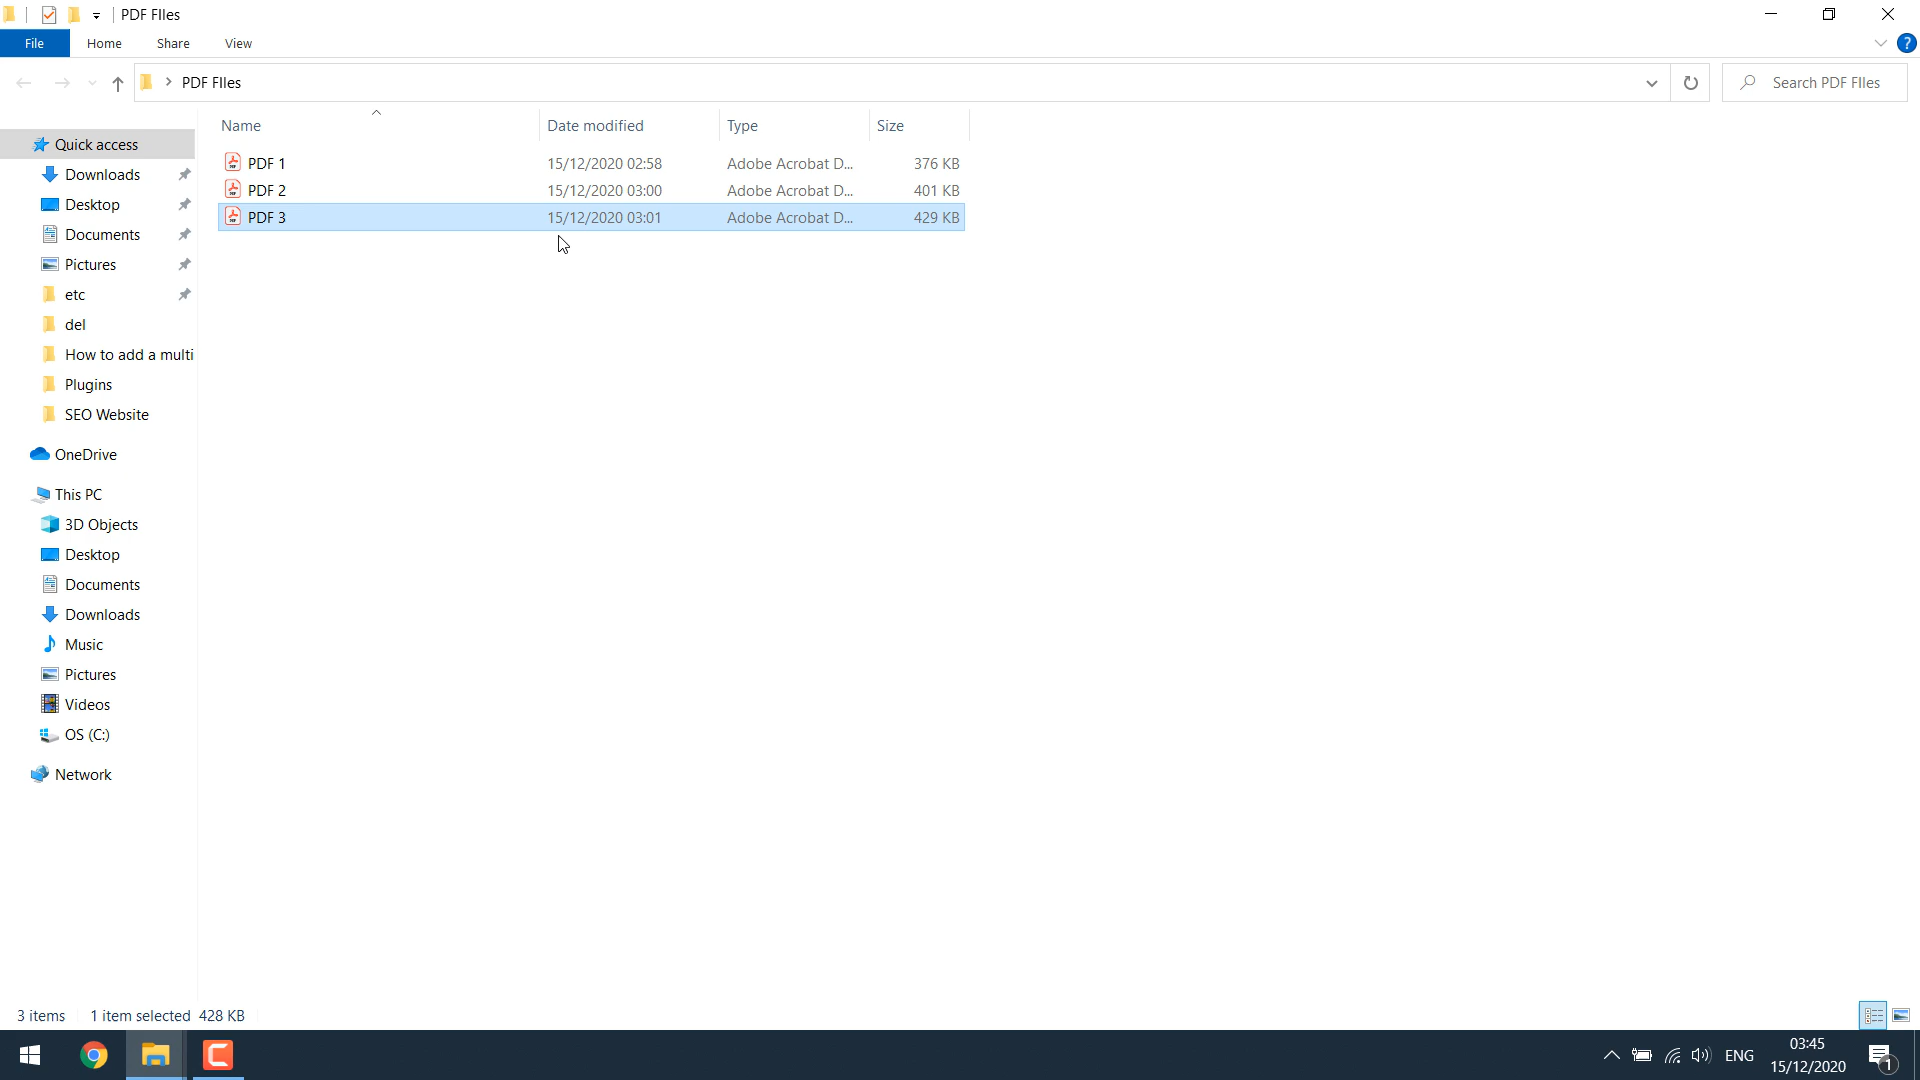 PDF FIles
File Home Share View
PDF FIles
Search PDF FIles
Name Date modified Type Size
PDF 1 15/12/2020 02:58 Adobe Acrobat D... 376 KB
PDF 2 15/12/2020 03:00 Adobe Acrobat D... 401 KB
PDF 3 15/12/2020 03:01 Adobe Acrobat D... 429 KB
Quick access
Downloads
Desktop
Documents
Pictures
etc
del
How to add a multi
Plugins
SEO Website
OneDrive
This PC
3D Objects
Desktop
Documents
Downloads
Music
Pictures
Videos
OS (C:)
Network
3 items 1 item selected 428 KB
ENG
03:45
15/12/2020
1